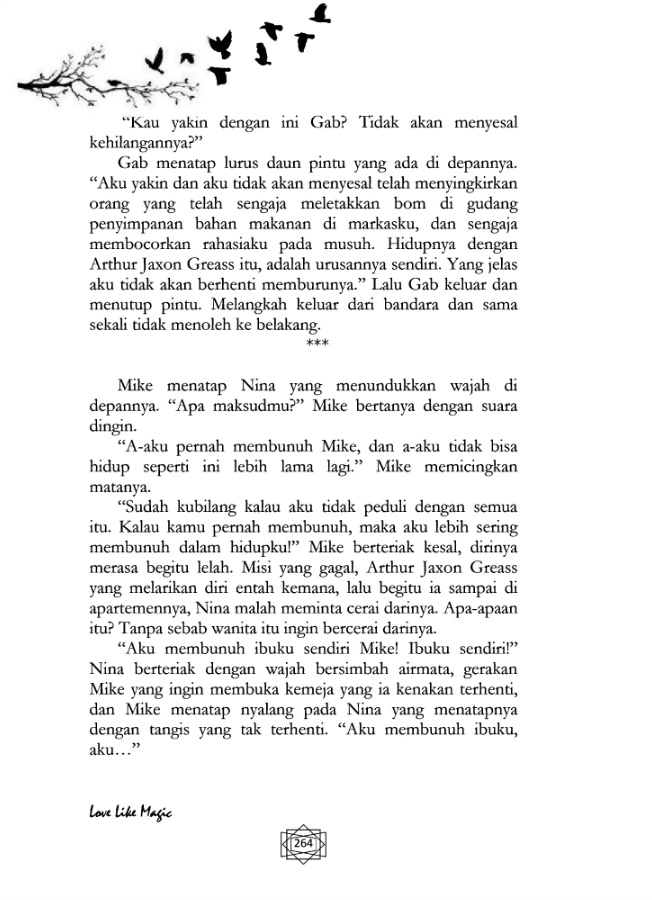 “Kau yakin dengan ini Gab? Tidak akan menyesal
kehilangannya?”
Gab menatap lurus daun pintu yang ada di depannya.
“Aku yakin dan aku tidak akan menyesal telah menyingkirkan
orang yang telah sengaja meletakkan bom di gudang
penyimpanan bahan makanan di markasku, dan sengaja
membocorkan rahasiaku pada musuh. Hidupnya dengan
Arthur Jaxon Greass itu, adalah urusannya sendiri. Yang jelas
aku tidak akan berhenti memburunya.” Lalu Gab keluar dan
menutup pintu. Melangkah keluar dari bandara dan sama
sekali tidak menoleh ke belakang.
***
Mike menatap Nina yang menundukkan wajah di
depannya. “Apa maksudmu?” Mike bertanya dengan suara
dingin.
“A-aku pernah membunuh Mike, dan a-aku tidak bisa
hidup seperti ini lebih lama lagi.” Mike memicingkan
matanya.
“Sudah kubilang kalau aku tidak peduli dengan semua
itu. Kalau kamu pernah membunuh, maka aku lebih sering
membunuh dalam hidupku!” Mike berteriak kesal, dirinya
merasa begitu lelah. Misi yang gagal, Arthur Jaxon Greass
yang melarikan diri entah kemana, lalu begitu ia sampai di
apartemennya, Nina malah meminta cerai darinya. Apa-apaan
itu? Tanpa sebab wanita itu ingin bercerai darinya.
“Aku membunuh ibuku sendiri Mike! Ibuku sendiri!”
Nina berteriak dengan wajah bersimbah airmata, gerakan
Mike yang ingin membuka kemeja yang ia kenakan terhenti,
dan Mike menatap nyalang pada Nina yang menatapnya
dengan tangis yang tak terhenti. “Aku membunuh ibuku,
aku…”
Love Like Magic
264